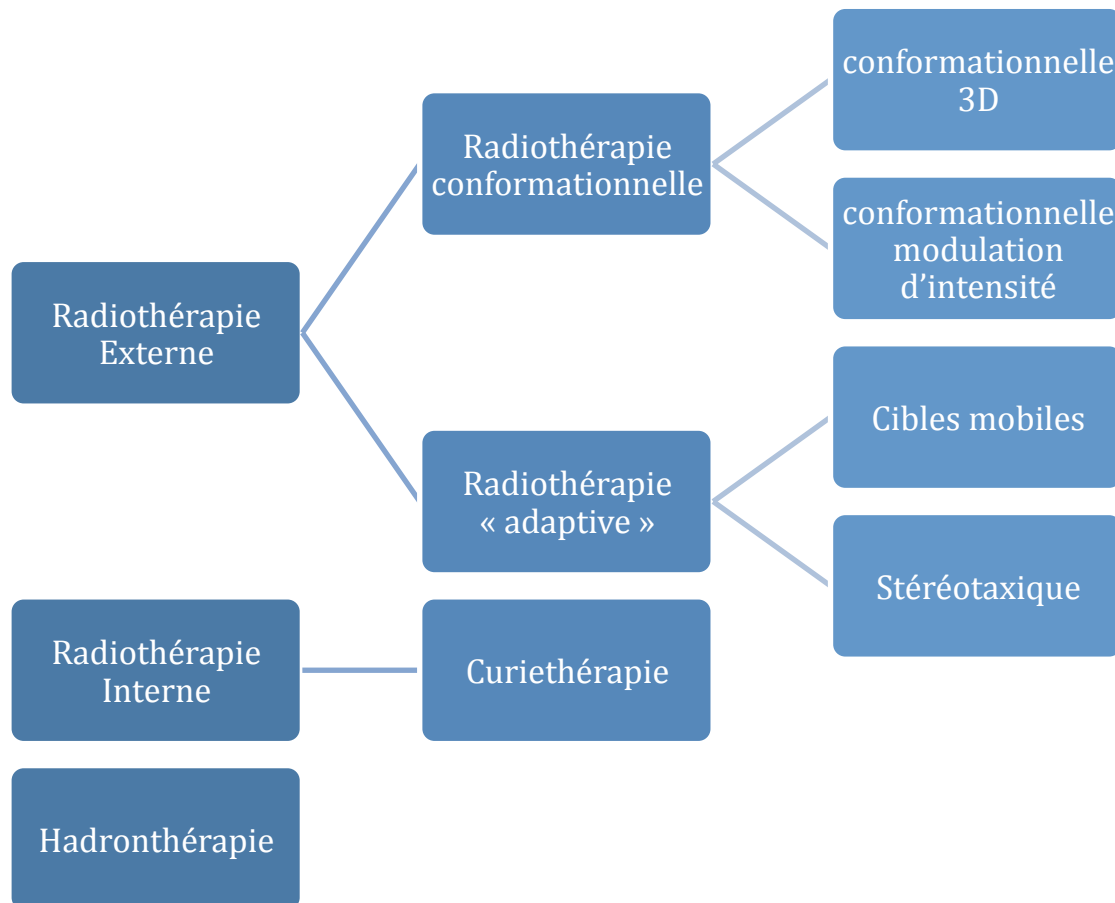 Radiothérapie
Externe
Radiothérapie
conformationnelle
conformationnelle
3D
conformationnelle
modulation
d’intensité
Radiothérapie
« adaptive »
Cibles mobiles
Stéréotaxique
Radiothérapie
Interne
Curiethérapie
Hadronthérapie